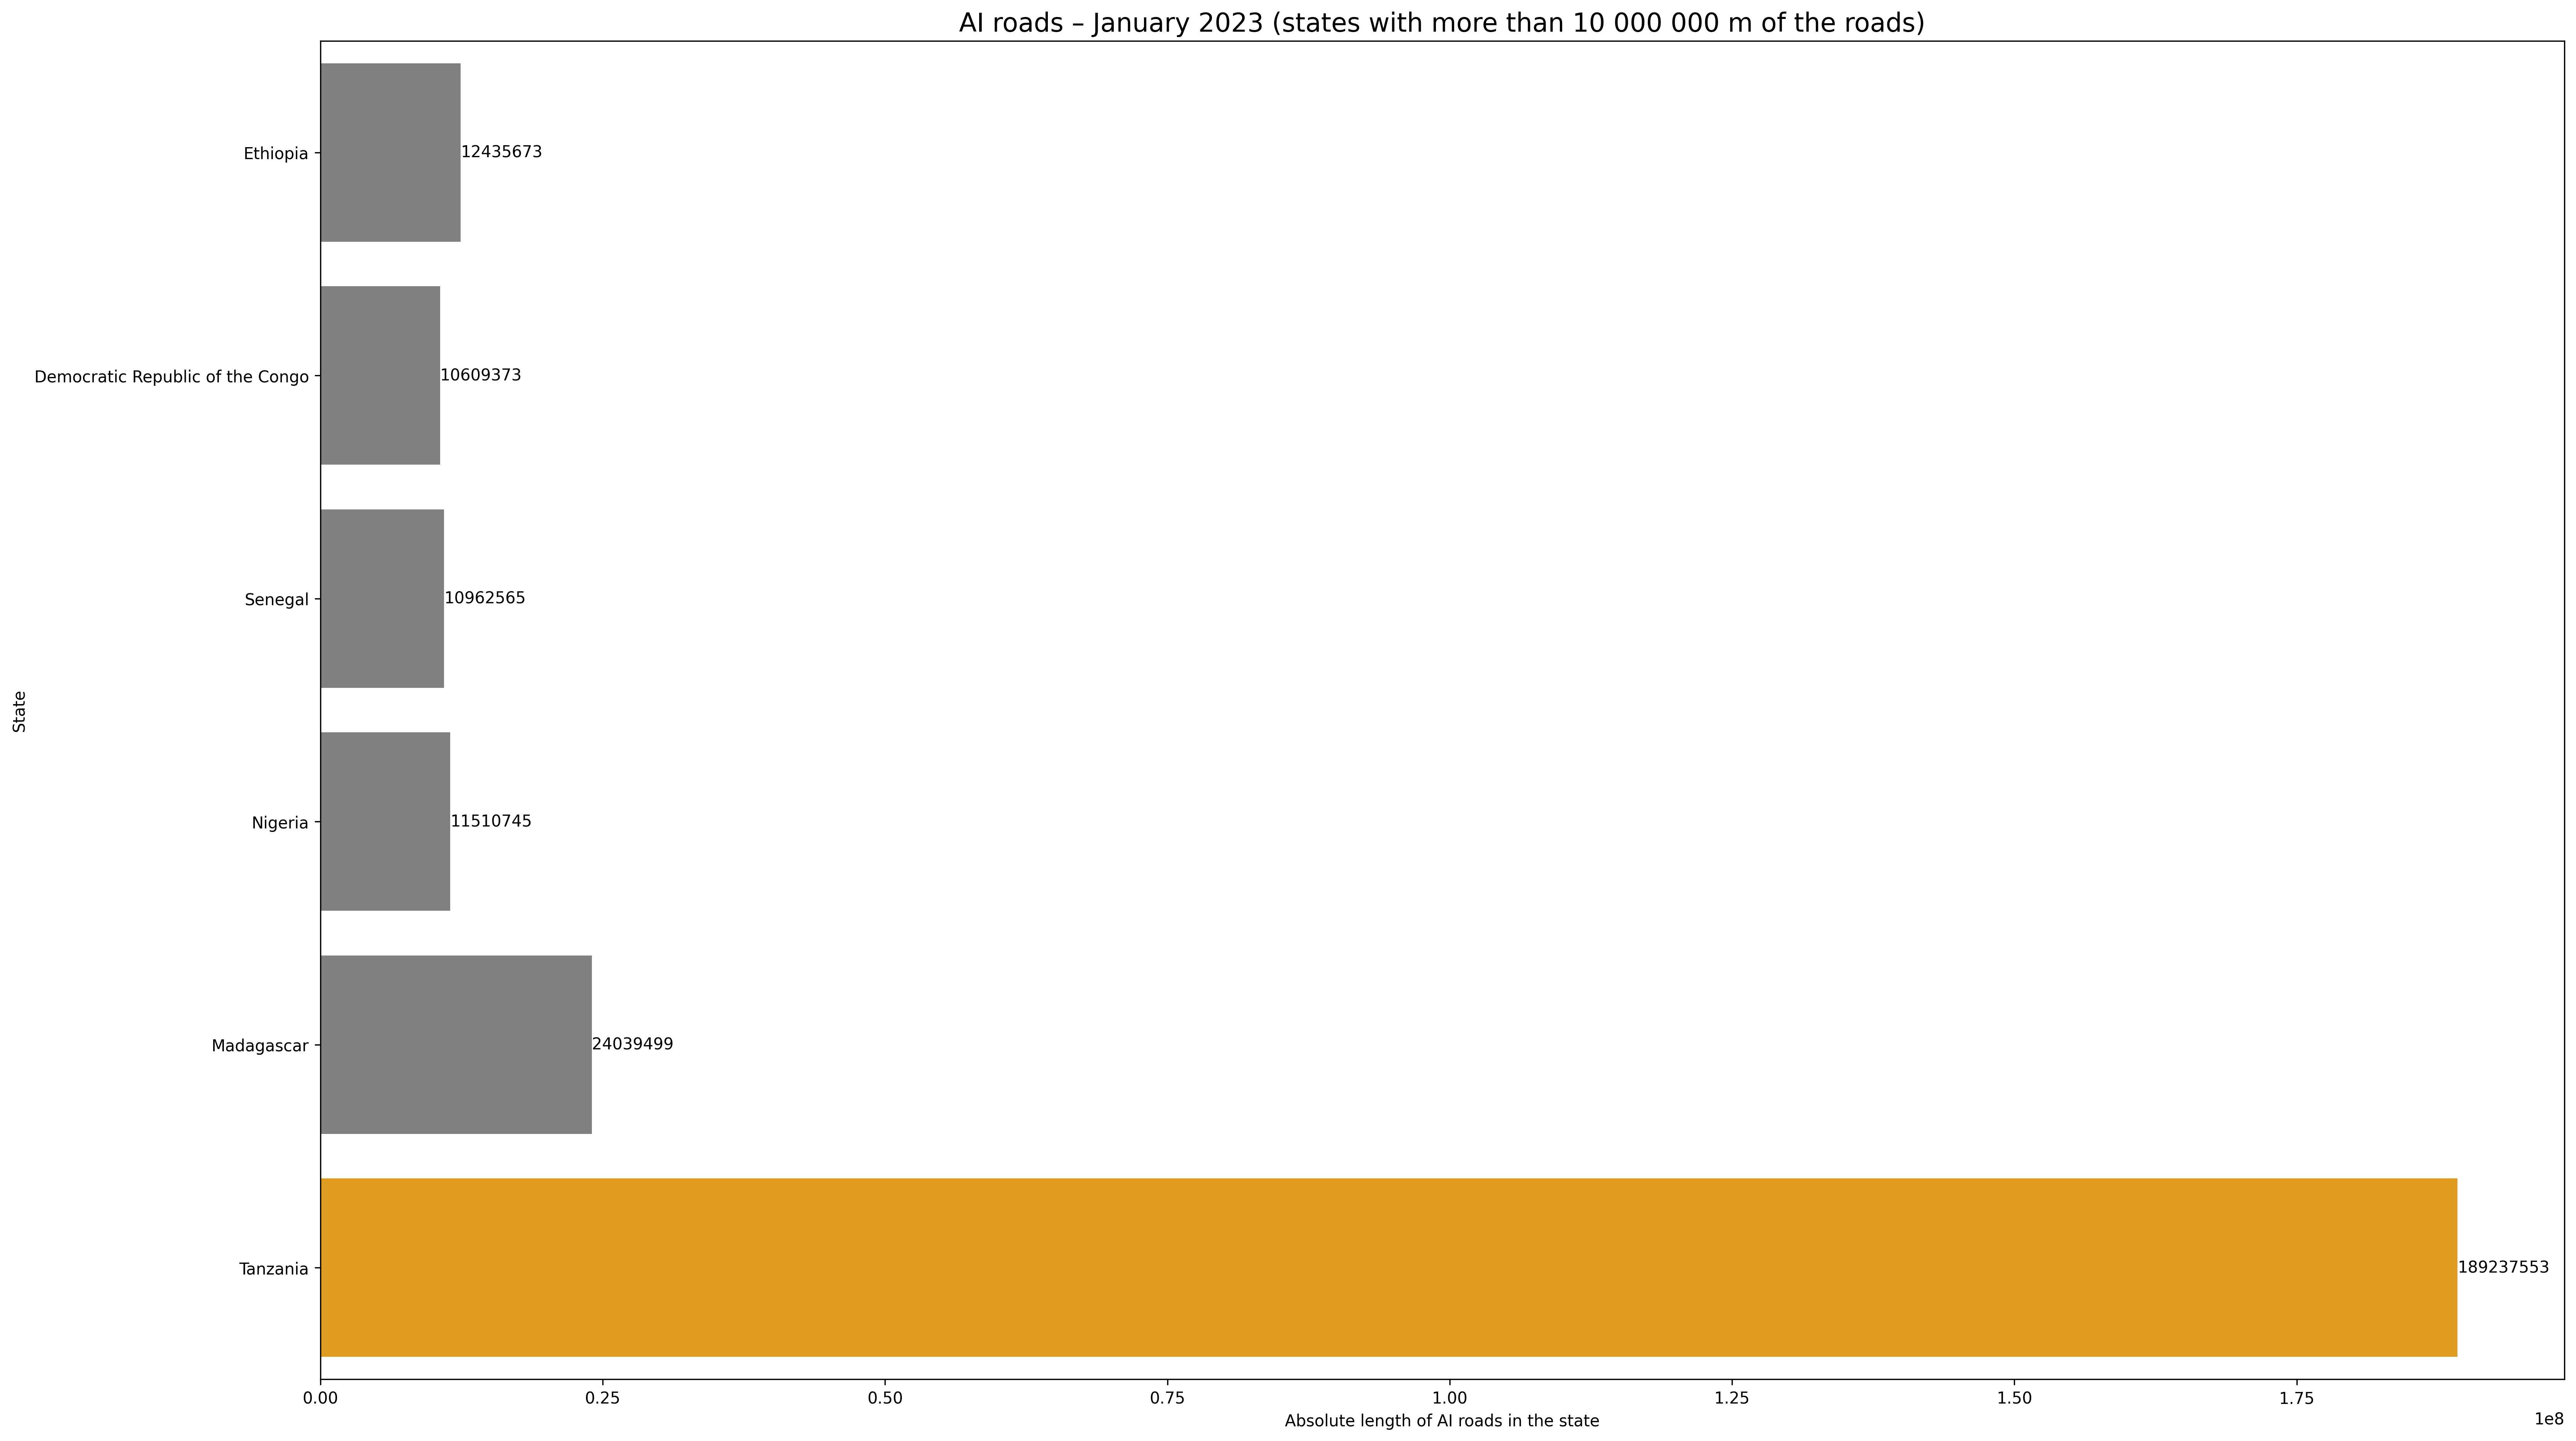 AI roads – January 2023 (states with more than 10 000 000 m of the roads)
State
Ethiopia
12435673
Democratic Republic of the Congo
10609373
Senegal
10962565
Nigeria
11510745
Madagascar
24039499
Tanzania
189237553
0.00 0.25 0.50 0.75 1.00 1.25 1.50 1.75
Absolute length of AI roads in the state
1e8